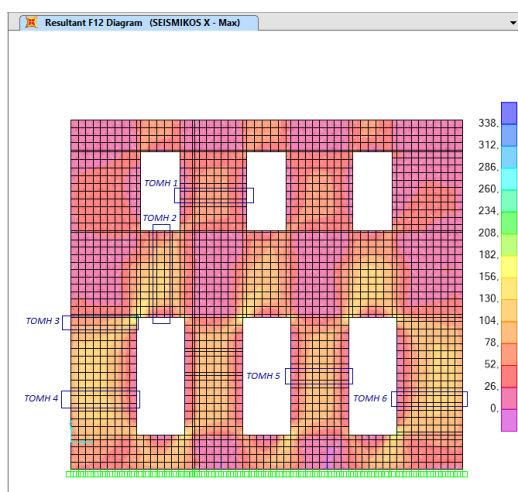 Resultant F12 Diagram (SEISMIKOS X - Max)
338.
312.
286.
260.
234.
208.
182.
156.
130.
104.
78.
52.
26.
0.
TOMH 1
TOMH 2
TOMH 3
TOMH 4
TOMH 5
TOMH 6